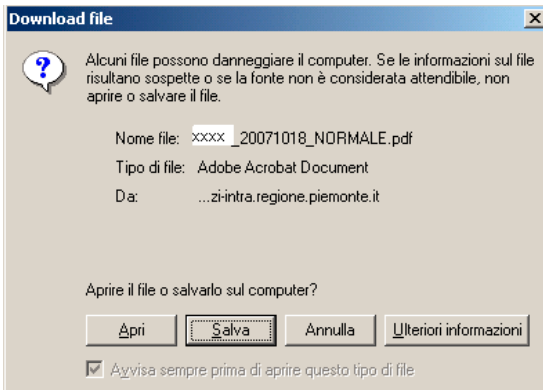 Download file
Alcuni file possono danneggiare il computer. Se le informazioni sul file
risultano sospette o se la fonte non è considerata attendibile, non
aprire o salvare il file.
Nome file: xxxx _20071018_NORMALE.pdf
Tipo di file: Adobe Acrobat Document
Da: ...zi-intra.regione.piemonte.it
Aprire il file o salvarlo sul computer?
Apri Salva Annulla Ulteriori informazioni
Avvisa sempre prima di aprire questo tipo di file